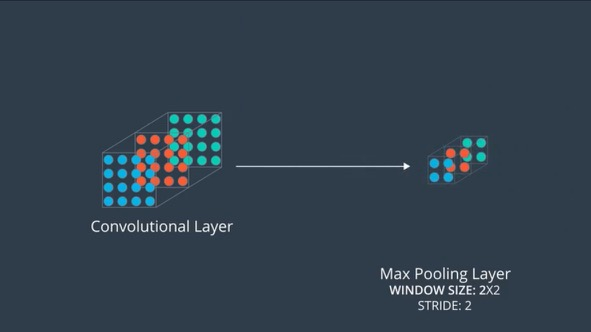 Convolutional Layer
Max Pooling Layer
WINDOW SIZE: 2X2
STRIDE: 2